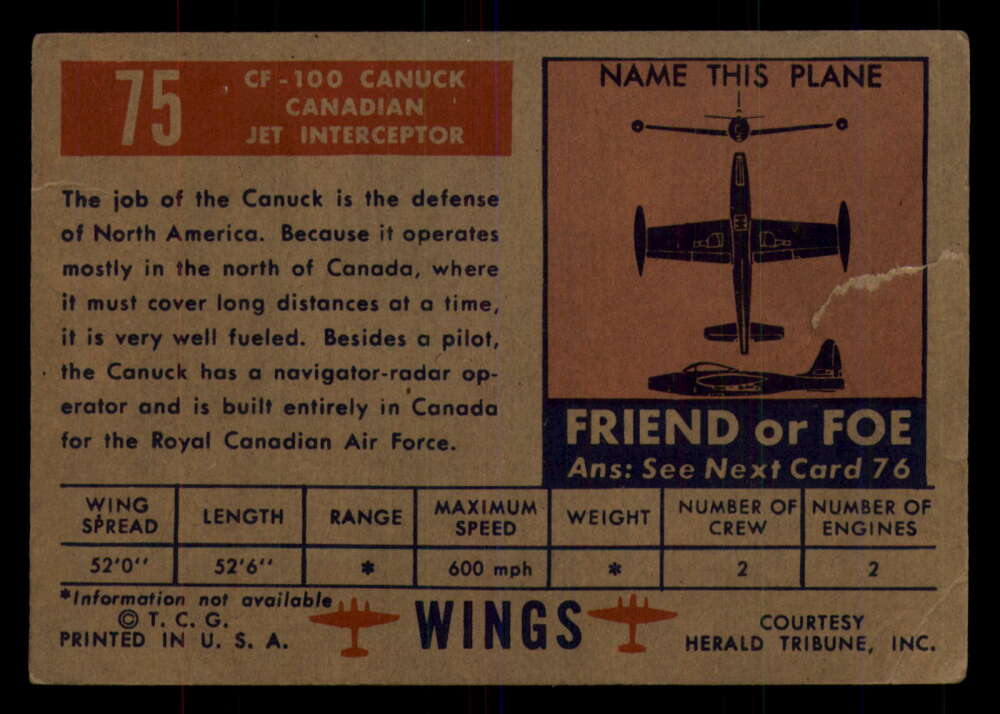 75
CF-100 CANUCK
CANADIAN
JET INTERCEPTOR
The job of the Canuck is the defense
of North America. Because it operates
mostly in the north of Canada, where
it must cover long distances at a time,
it is very well fueled. Besides a pilot,
the Canuck has a navigator-radar op-
erator and is built entirely in Canada
for the Royal Canadian Air Force.
NAME THIS PLANE
FRIEND or FOE
Ans: See Next Card 76
WING SPREAD LENGTH RANGE MAXIMUM SPEED WEIGHT NUMBER OF CREW NUMBER OF ENGINES
52'0'' 52'6'' * 600 mph * 2 2
*Information not available
© T. C. G.
PRINTED IN U. S. A.
WINGS
COURTESY
HERALD TRIBUNE, INC.